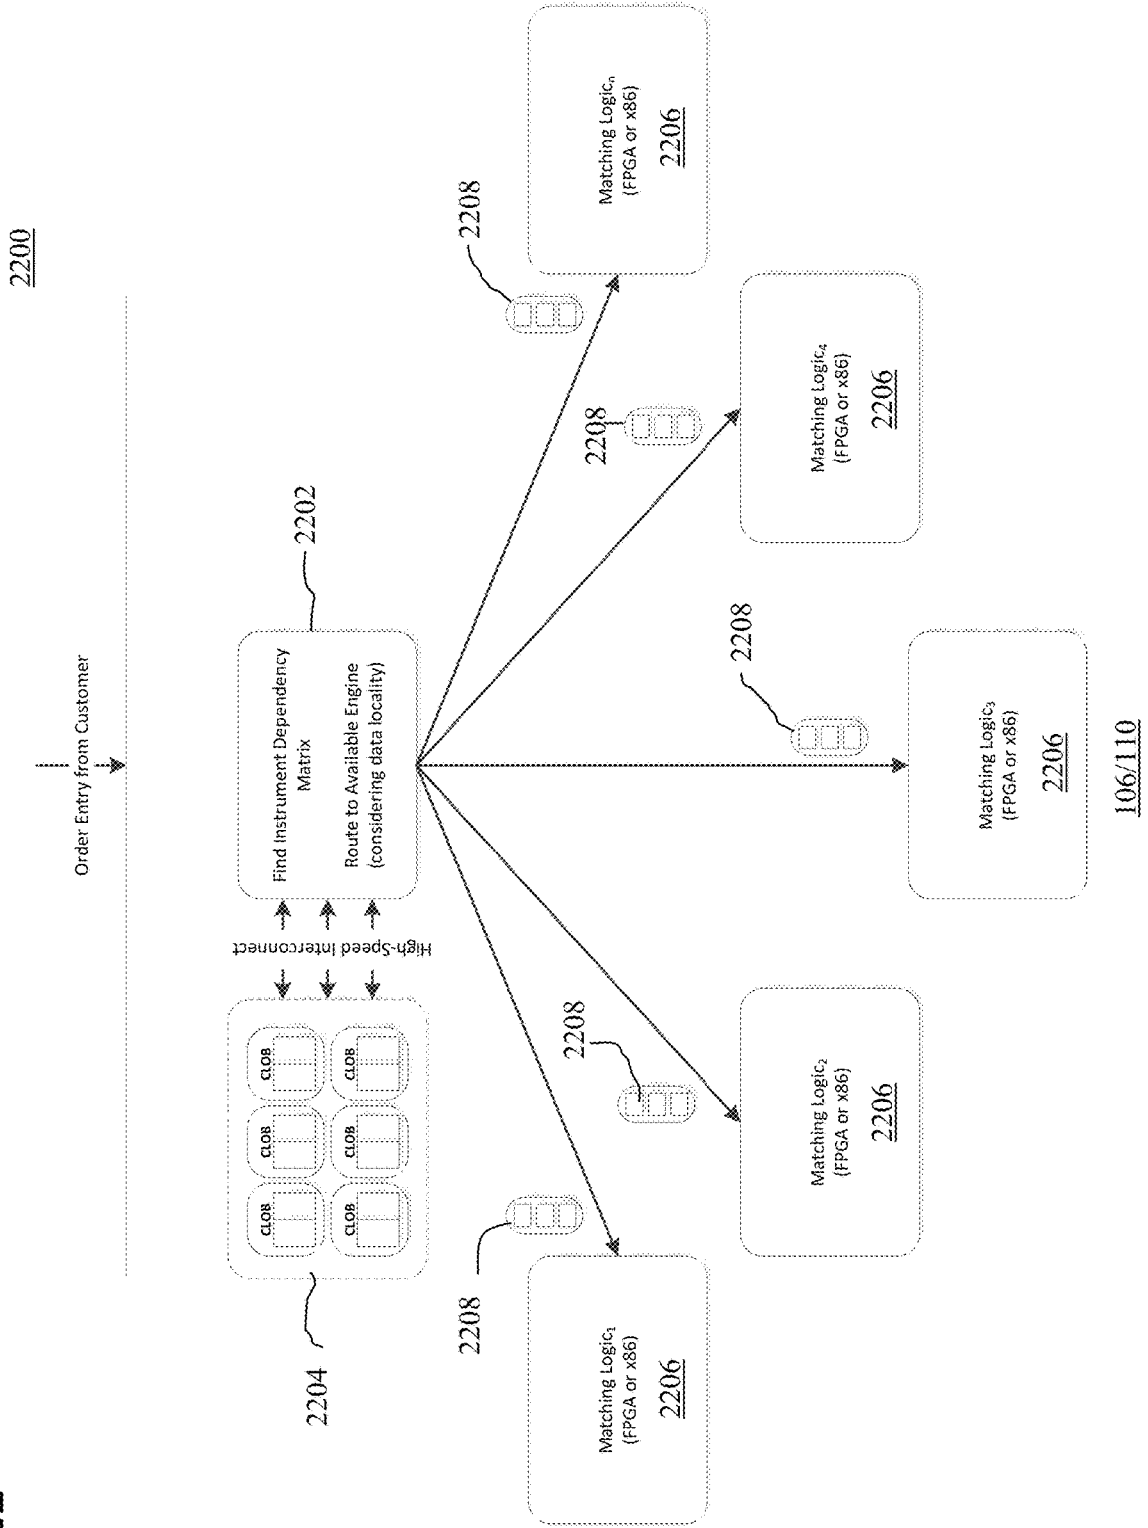 2200
Order Entry from Customer
2202
Find Instrument Dependency
Matrix
Route to Available Engine
(considering data locality)
High-Speed Interconnect
CLOB
CLOB
CLOB
CLOB
CLOB
CLOB
2204
2208
2208
2208
2208
2208
Matching Logic₁
(FPGA or x86)
2206
Matching Logic₂
(FPGA or x86)
2206
Matching Logic₃
(FPGA or x86)
2206
Matching Logic₄
(FPGA or x86)
2206
Matching Logicₙ
(FPGA or x86)
2206
106/110